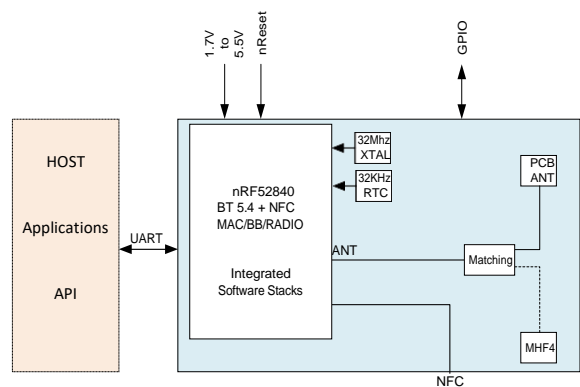 1.7V
to
5.5V
nReset
GPIO
HOST
Applications
API
UART
nRF52840
BT 5.4 + NFC
MAC/BB/RADIO
Integrated
Software Stacks
32Mhz
XTAL
32KHz
RTC
ANT
Matching
PCB
ANT
MHF4
NFC